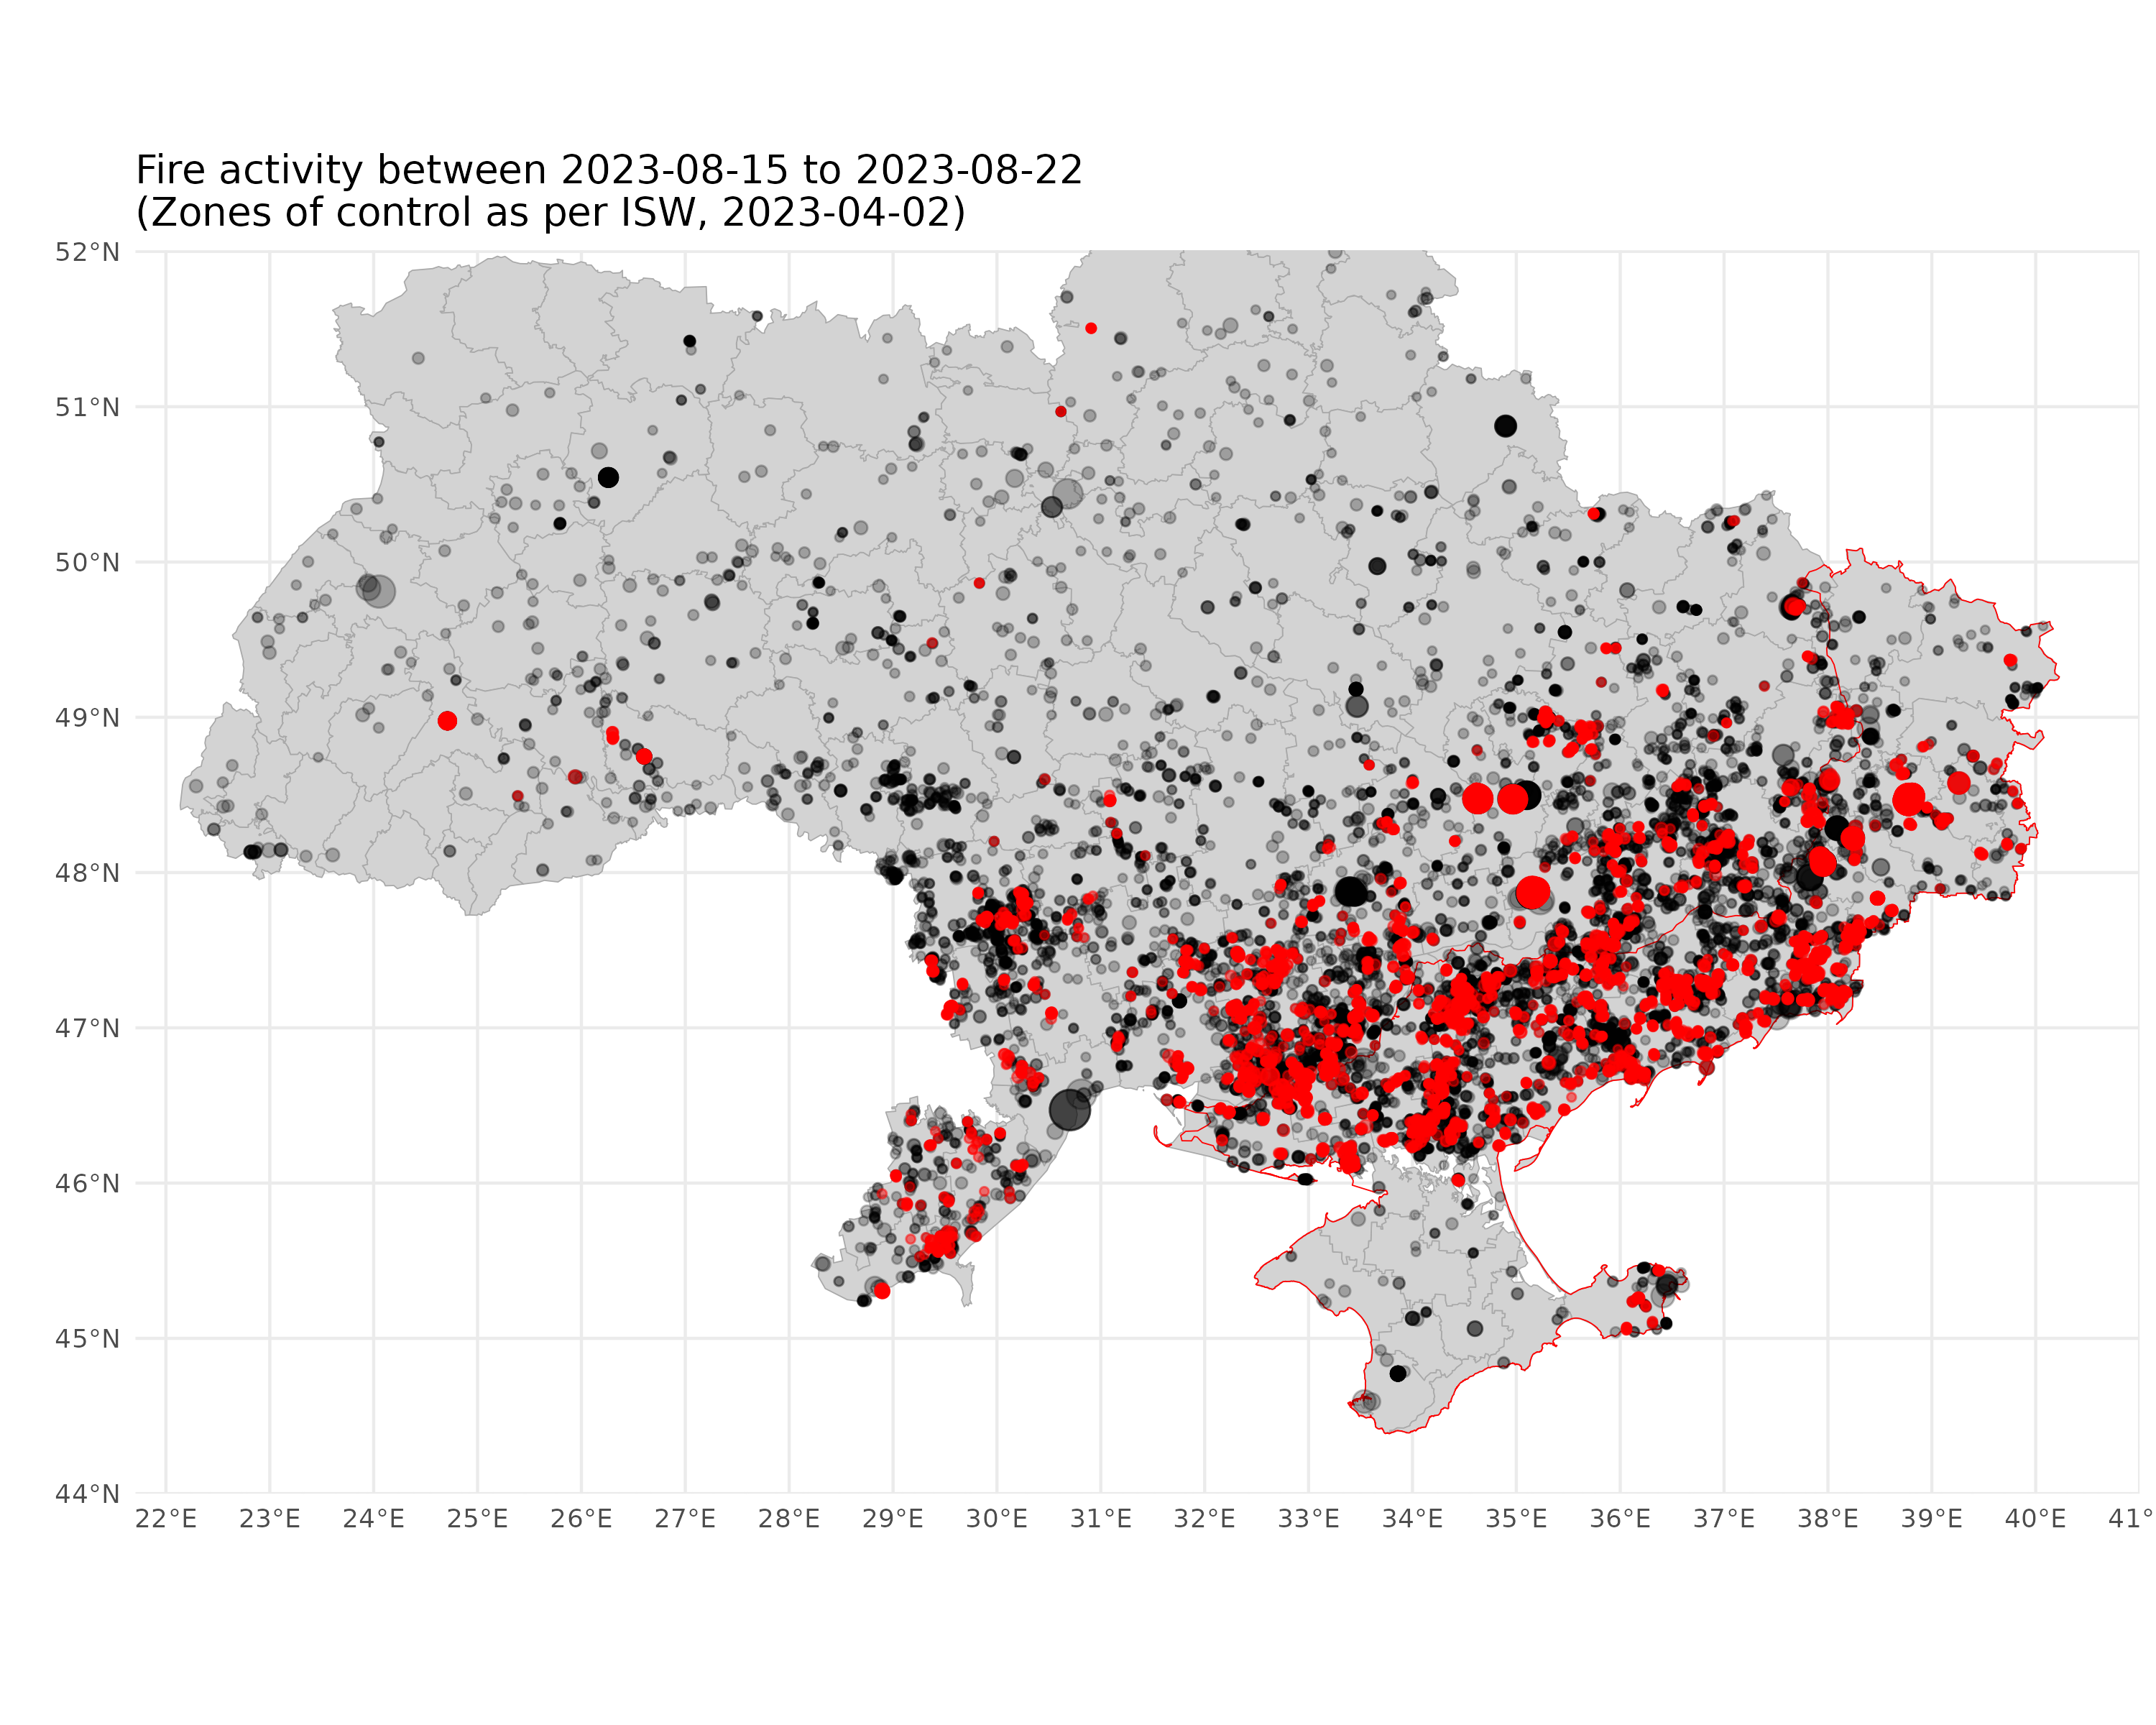 Fire activity between 2023-08-15 to 2023-08-22
(Zones of control as per ISW, 2023-04-02)
52°N
51°N
50°N
49°N
48°N
47°N
46°N
45°N
44°N
22°E 23°E 24°E 25°E 26°E 27°E 28°E 29°E 30°E 31°E 32°E 33°E 34°E 35°E 36°E 37°E 38°E 39°E 40°E 41°